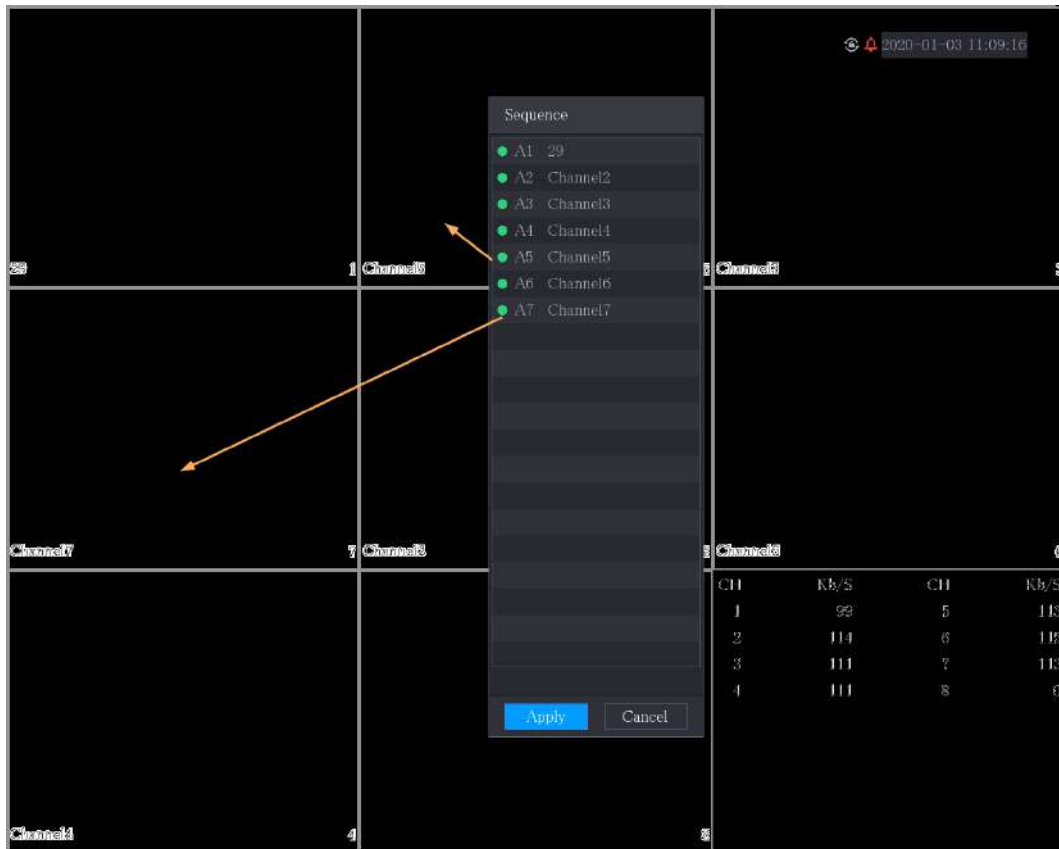 2020-01-03 11:09:16
Sequence
A1 29
A2 Channel2
A3 Channel3
A4 Channel4
A5 Channel5
A6 Channel6
A7 Channel7
29 1
Channel7 7
CH Kb/S CH Kb/S
1 99 5
2 114 6
3 111 7
4 111 8
Apply Cancel
Channel4 4